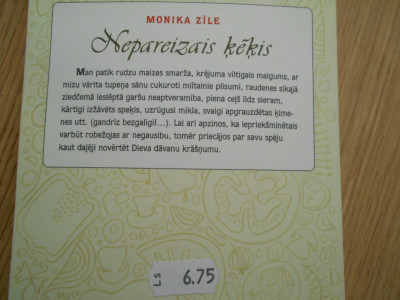 MONIKA ZĪLE
Nepareizais ķēķis
Man patīk rudzu maizes smarža, krējuma viltīgais maigums, ar
mizu vārīta tupeņa sānu cukuroti miltainie plīsumi, raudenes sīkajā
ziedčemā ieslēptā garšu neaptveramība, piena ceļš līdz sieram,
kārtīgi izžāvēts speķis, uzrūgusi mīkla, svaigi apgrauzdētas ķime-
nes utt. (gandrīz bezgalīgi!...). Lai arī apzinos, ka iepriekšminētais
varbūt robežojas ar negausību, tomēr priecājos par savu spēju
kaut daļēji novērtēt Dieva dāvanu krāšņumu.
LS 6.75